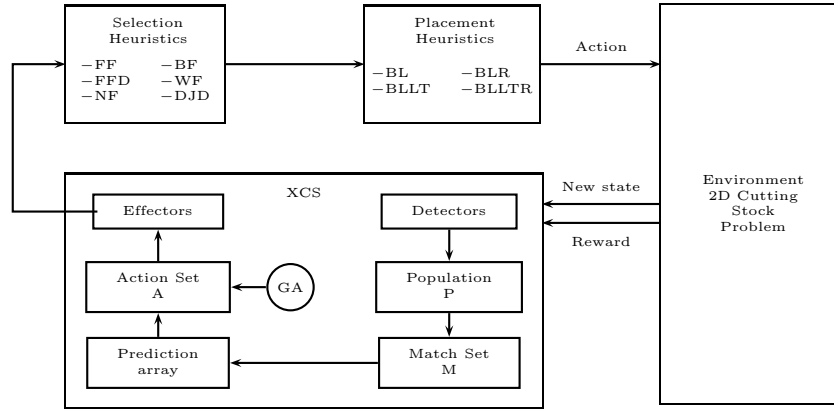 Selection
Heuristics
−FF −BF
−FFD −WF
−NF −DJD
Placement
Heuristics
−BL −BLR
−BLLT −BLLTR
Action
Environment
2D Cutting
Stock
Problem
New state
Reward
XCS
Effectors
Detectors
Action Set
A
GA
Population
P
Prediction
array
Match Set
M